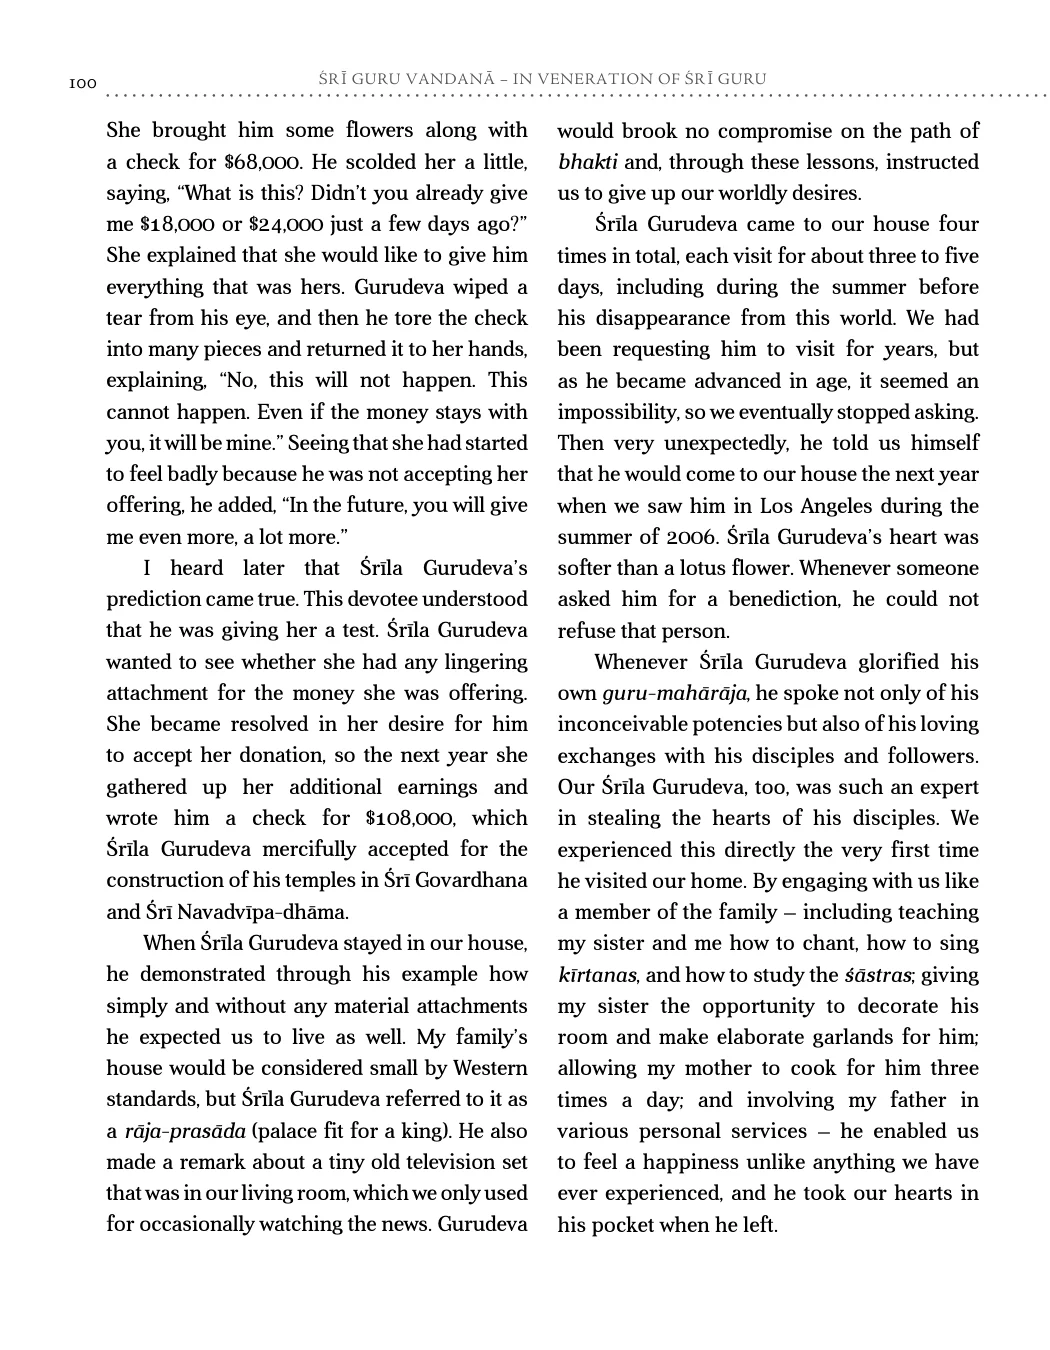 100
ŚRĪ GURU VANDANĀ – IN VENERATION OF ŚRĪ GURU
She brought him some flowers along with
a check for $68,000. He scolded her a little,
saying, “What is this? Didn’t you already give
me $18,000 or $24,000 just a few days ago?”
She explained that she would like to give him
everything that was hers. Gurudeva wiped a
tear from his eye, and then he tore the check
into many pieces and returned it to her hands,
explaining, “No, this will not happen. This
cannot happen. Even if the money stays with
you, it will be mine.” Seeing that she had started
to feel badly because he was not accepting her
offering, he added, “In the future, you will give
me even more, a lot more.”
I heard later that Śrīla Gurudeva’s
prediction came true. This devotee understood
that he was giving her a test. Śrīla Gurudeva
wanted to see whether she had any lingering
attachment for the money she was offering.
She became resolved in her desire for him
to accept her donation, so the next year she
gathered up her additional earnings and
wrote him a check for $108,000, which
Śrīla Gurudeva mercifully accepted for the
construction of his temples in Śrī Govardhana
and Śrī Navadvīpa-dhāma.
When Śrīla Gurudeva stayed in our house,
he demonstrated through his example how
simply and without any material attachments
he expected us to live as well. My family’s
house would be considered small by Western
standards, but Śrīla Gurudeva referred to it as
a rāja-prasāda (palace fit for a king). He also
made a remark about a tiny old television set
that was in our living room, which we only used
for occasionally watching the news. Gurudeva
would brook no compromise on the path of
bhakti and, through these lessons, instructed
us to give up our worldly desires.
Śrīla Gurudeva came to our house four
times in total, each visit for about three to five
days, including during the summer before
his disappearance from this world. We had
been requesting him to visit for years, but
as he became advanced in age, it seemed an
impossibility, so we eventually stopped asking.
Then very unexpectedly, he told us himself
that he would come to our house the next year
when we saw him in Los Angeles during the
summer of 2006. Śrīla Gurudeva’s heart was
softer than a lotus flower. Whenever someone
asked him for a benediction, he could not
refuse that person.
Whenever Śrīla Gurudeva glorified his
own guru-mahārāja, he spoke not only of his
inconceivable potencies but also of his loving
exchanges with his disciples and followers.
Our Śrīla Gurudeva, too, was such an expert
in stealing the hearts of his disciples. We
experienced this directly the very first time
he visited our home. By engaging with us like
a member of the family – including teaching
my sister and me how to chant, how to sing
kīrtanas, and how to study the śāstras; giving
my sister the opportunity to decorate his
room and make elaborate garlands for him;
allowing my mother to cook for him three
times a day; and involving my father in
various personal services – he enabled us
to feel a happiness unlike anything we have
ever experienced, and he took our hearts in
his pocket when he left.